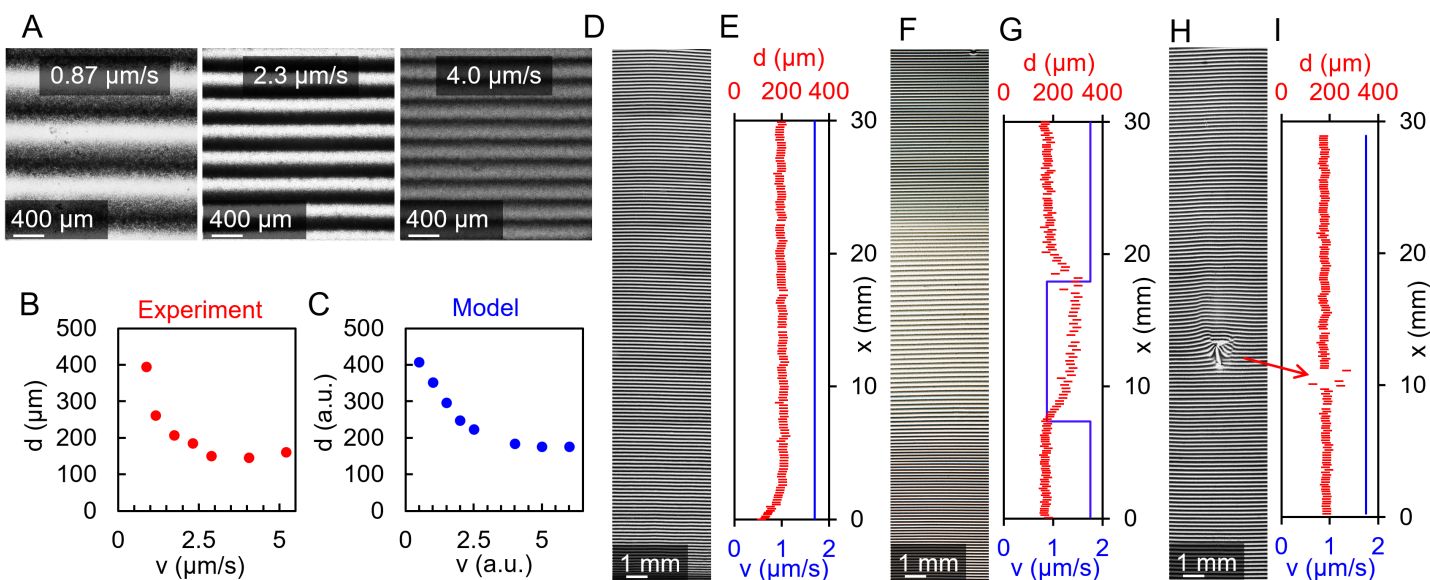 A
0.87 µm/s
2.3 µm/s
4.0 µm/s
400 µm
400 µm
400 µm
B
Experiment
d (µm)
500
400
300
200
100
0
0
2.5
5
v (µm/s)
C
Model
d (a.u.)
500
400
300
200
100
0
0
2.5
5
v (a.u.)
D
1 mm
E
d (µm)
0
200
400
30
20
10
0
x (mm)
0
1
2
v (µm/s)
F
1 mm
G
d (µm)
0
200
400
30
20
10
0
x (mm)
0
1
2
v (µm/s)
H
1 mm
I
d (µm)
0
200
400
30
20
10
0
x (mm)
0
1
2
v (µm/s)